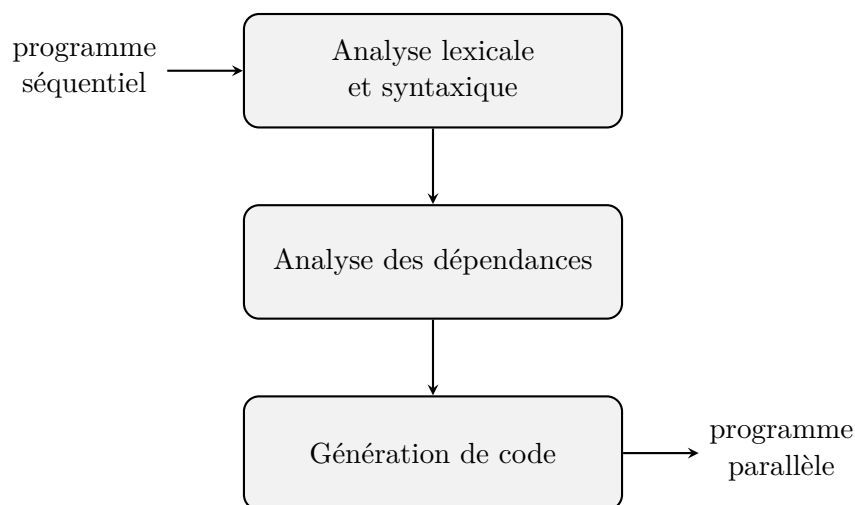 programme
séquentiel
Analyse lexicale
et syntaxique
Analyse des dépendances
Génération de code
programme
parallèle